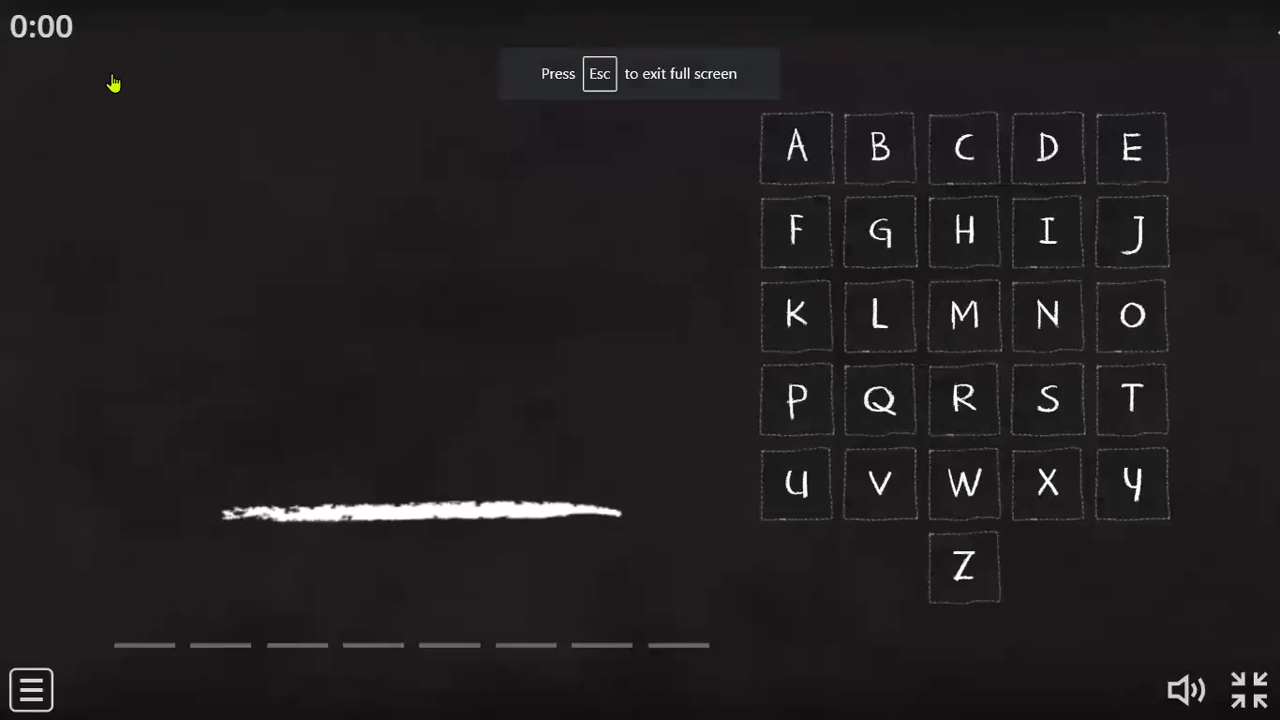 0:00
Press Esc to exit full screen
A B C D E
F G H I J
K L M N O
P Q R S T
U V W X Y
Z